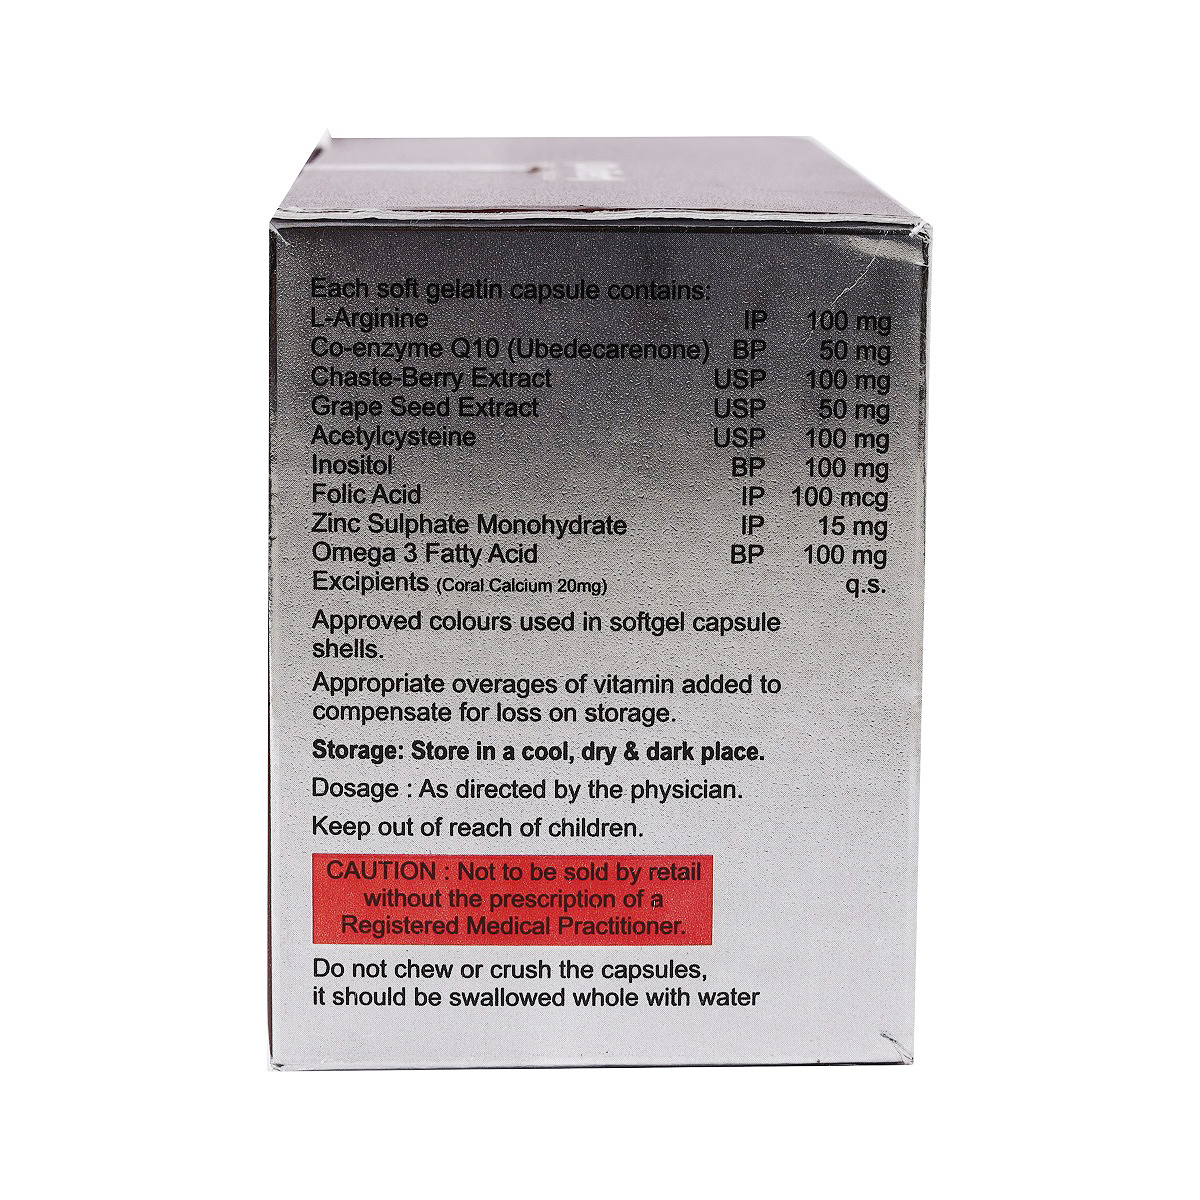 Each soft gelatin capsule contains:
L-Arginine IP 100 mg
Co-enzyme Q10 (Ubedecarenone) BP 50 mg
Chaste-Berry Extract USP 100 mg
Grape Seed Extract USP 50 mg
Acetylcysteine USP 100 mg
Inositol BP 100 mg
Folic Acid IP 100 mcg
Zinc Sulphate Monohydrate IP 15 mg
Omega 3 Fatty Acid BP 100 mg
Excipients (Coral Calcium 20mg) q.s.
Approved colours used in softgel capsule
shells.
Appropriate overages of vitamin added to
compensate for loss on storage.
Storage: Store in a cool, dry & dark place.
Dosage : As directed by the physician.
Keep out of reach of children.
CAUTION : Not to be sold by retail
without the prescription of a
Registered Medical Practitioner.
Do not chew or crush the capsules,
it should be swallowed whole with water